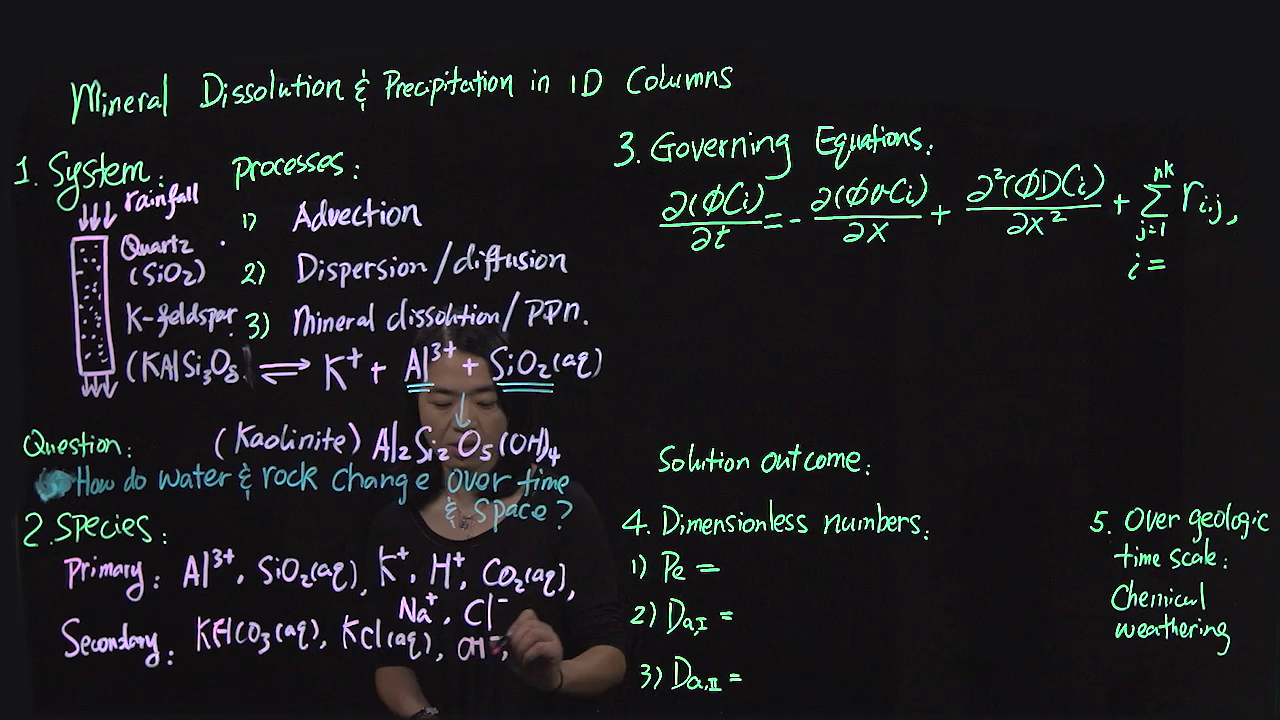 Mineral Dissolution & Precipitation in 1D Columns
1. System:
rainfall
Quartz
(SiO2)
K-feldspar
(KAlSi3O8) ⇌ K+ + Al3+ + SiO2(aq)
Processes:
1) Advection
2) Dispersion/diffusion
3) Mineral dissolution/PPn.
(Kaolinite) Al2Si2O5(OH)4
Question:
How do water & rock change over time
& space?
2. Species:
Primary: Al3+, SiO2(aq), K+, H+, CO2(aq),
Na+, Cl-
Secondary: KHCO3(aq), KCl(aq), OH-,
3. Governing Equations:
∂(ΦCi)/∂t = - ∂(ΦvCi)/∂x + ∂²(ΦDCi)/∂x² + Σ_{j=1}^{nk} r_{i,j},
i =
Solution outcome:
4. Dimensionless numbers:
1) Pe =
2) Da,I =
3) Da,II =
5. Over geologic
time scale:
Chemical
weathering